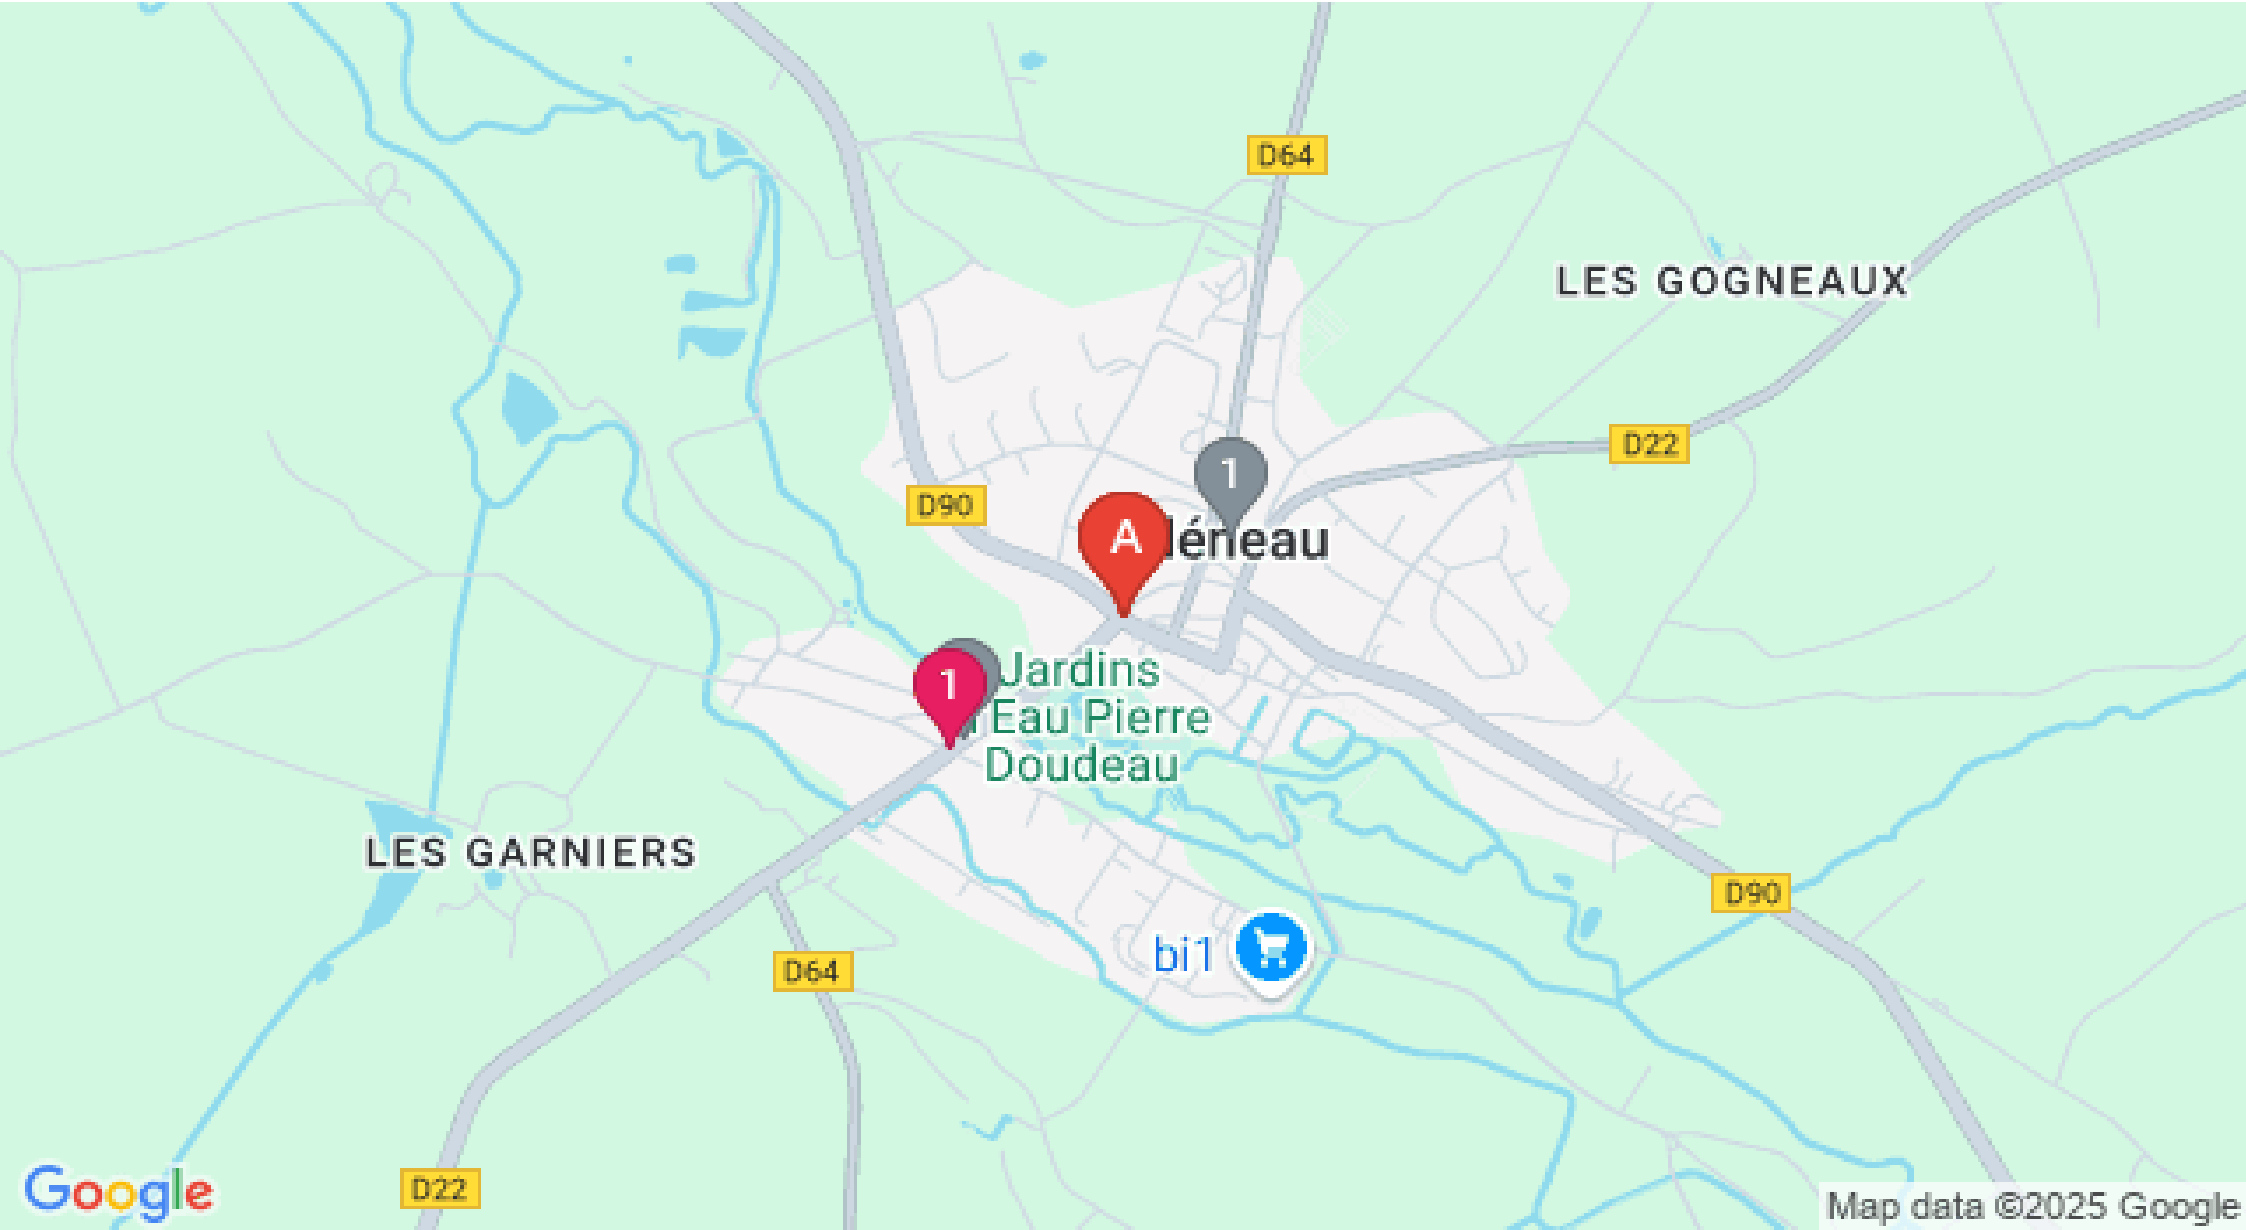 D64
LES GOGNEAUX
D22
1
D90
A
léneau
1
Jardins
'Eau Pierre
Doudeau
LES GARNIERS
D90
bi1
D64
D22
Google
Map data ©2025 Google